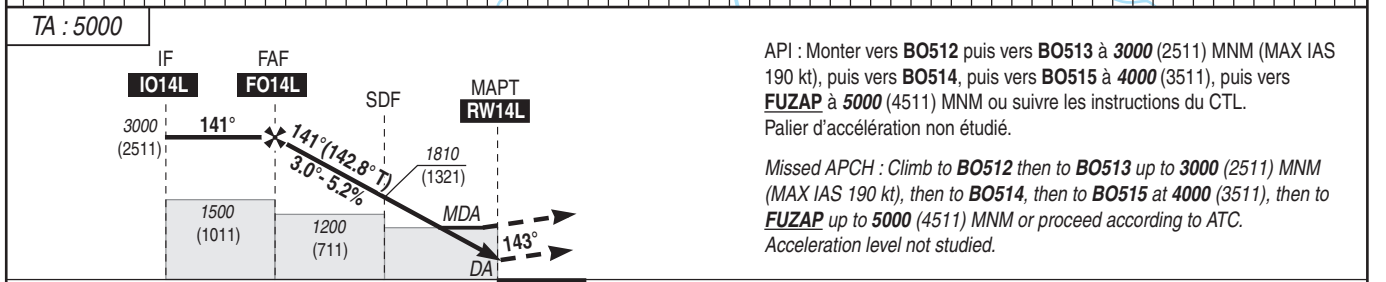 TA : 5000
IF
FAF
IO14L
FO14L
SDF
MAPT
RW14L
3000
(2511)
141°
141°(142.8° T)
3.0°- 5.2%
1810
(1321)
1500
(1011)
1200
(711)
MDA
143°
DA
API : Monter vers BO512 puis vers BO513 à 3000 (2511) MNM (MAX IAS
190 kt), puis vers BO514, puis vers BO515 à 4000 (3511), puis vers
FUZAP à 5000 (4511) MNM ou suivre les instructions du CTL.
Palier d’accélération non étudié.
Missed APCH : Climb to BO512 then to BO513 up to 3000 (2511) MNM
(MAX IAS 190 kt), then to BO514, then to BO515 at 4000 (3511), then to
FUZAP up to 5000 (4511) MNM or proceed according to ATC.
Acceleration level not studied.